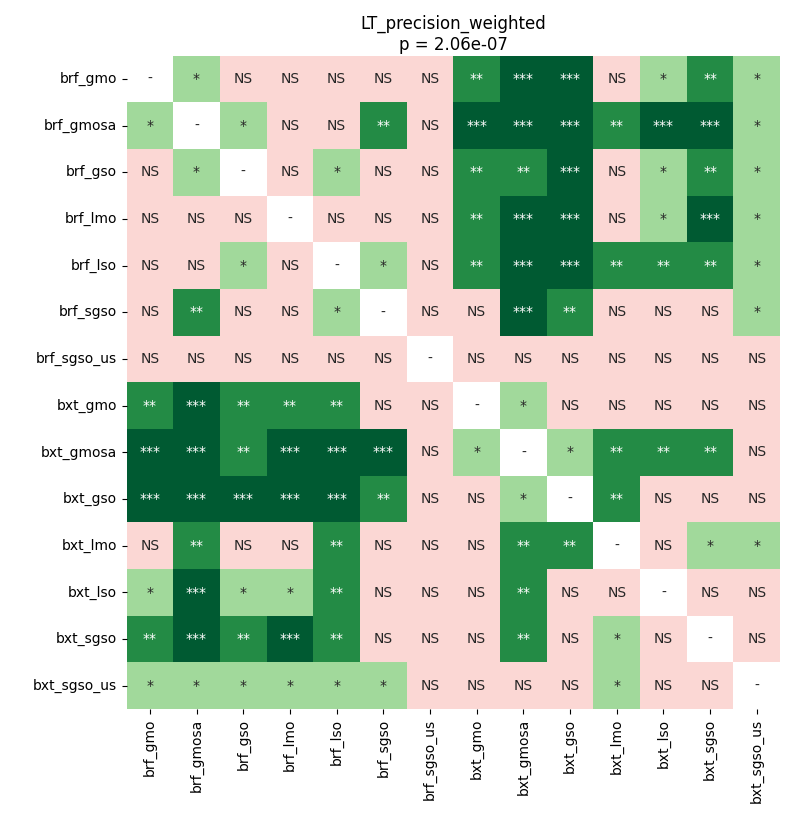 LT_precision_weighted
p = 2.06e-07
brf_gmo - * NS NS NS NS NS ** *** *** NS * ** *
brf_gmosa * - * NS NS ** NS *** *** *** ** *** *** *
brf_gso NS * - NS * NS NS ** ** *** NS * ** *
brf_lmo NS NS NS - NS NS NS ** *** *** NS * *** *
brf_lso NS NS * NS - * NS ** *** *** ** ** ** *
brf_sgso NS ** NS NS * - NS NS *** ** NS NS NS *
brf_sgso_us NS NS NS NS NS NS - NS NS NS NS NS NS NS
bxt_gmo ** *** ** ** ** NS NS - * NS NS NS NS NS
bxt_gmosa *** *** ** *** *** *** NS * - * ** ** ** NS
bxt_gso *** *** *** *** *** ** NS NS * - ** NS NS NS
bxt_lmo NS ** NS NS ** NS NS NS ** ** - NS * *
bxt_lso * *** * * ** NS NS NS ** NS NS - NS NS
bxt_sgso ** *** ** *** ** NS NS NS ** NS * NS - NS
bxt_sgso_us * * * * * * NS NS NS NS * NS NS -
brf_gmo brf_gmosa brf_gso brf_lmo brf_lso brf_sgso brf_sgso_us bxt_gmo bxt_gmosa bxt_gso bxt_lmo bxt_lso bxt_sgso bxt_sgso_us